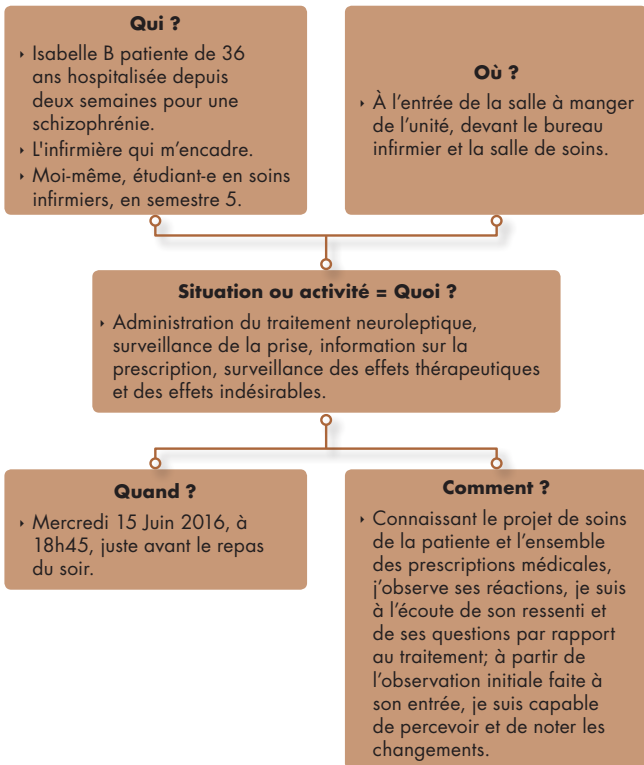 Qui ?
‣ Isabelle B patiente de 36
ans hospitalisée depuis
deux semaines pour une
schizophrénie.
‣ L'infirmière qui m’encadre.
‣ Moi-même, étudiant-e en soins
infirmiers, en semestre 5.
Où ?
‣ À l’entrée de la salle à manger
de l’unité, devant le bureau
infirmier et la salle de soins.
Situation ou activité = Quoi ?
‣ Administration du traitement neuroleptique,
surveillance de la prise, information sur la
prescription, surveillance des effets thérapeutiques
et des effets indésirables.
Quand ?
‣ Mercredi 15 Juin 2016, à
18h45, juste avant le repas
du soir.
Comment ?
‣ Connaissant le projet de soins
de la patiente et l’ensemble
des prescriptions médicales,
j’observe ses réactions, je suis
à l’écoute de son ressenti et
de ses questions par rapport
au traitement; à partir de
l’observation initiale faite à
son entrée, je suis capable
de percevoir et de noter les
changements.